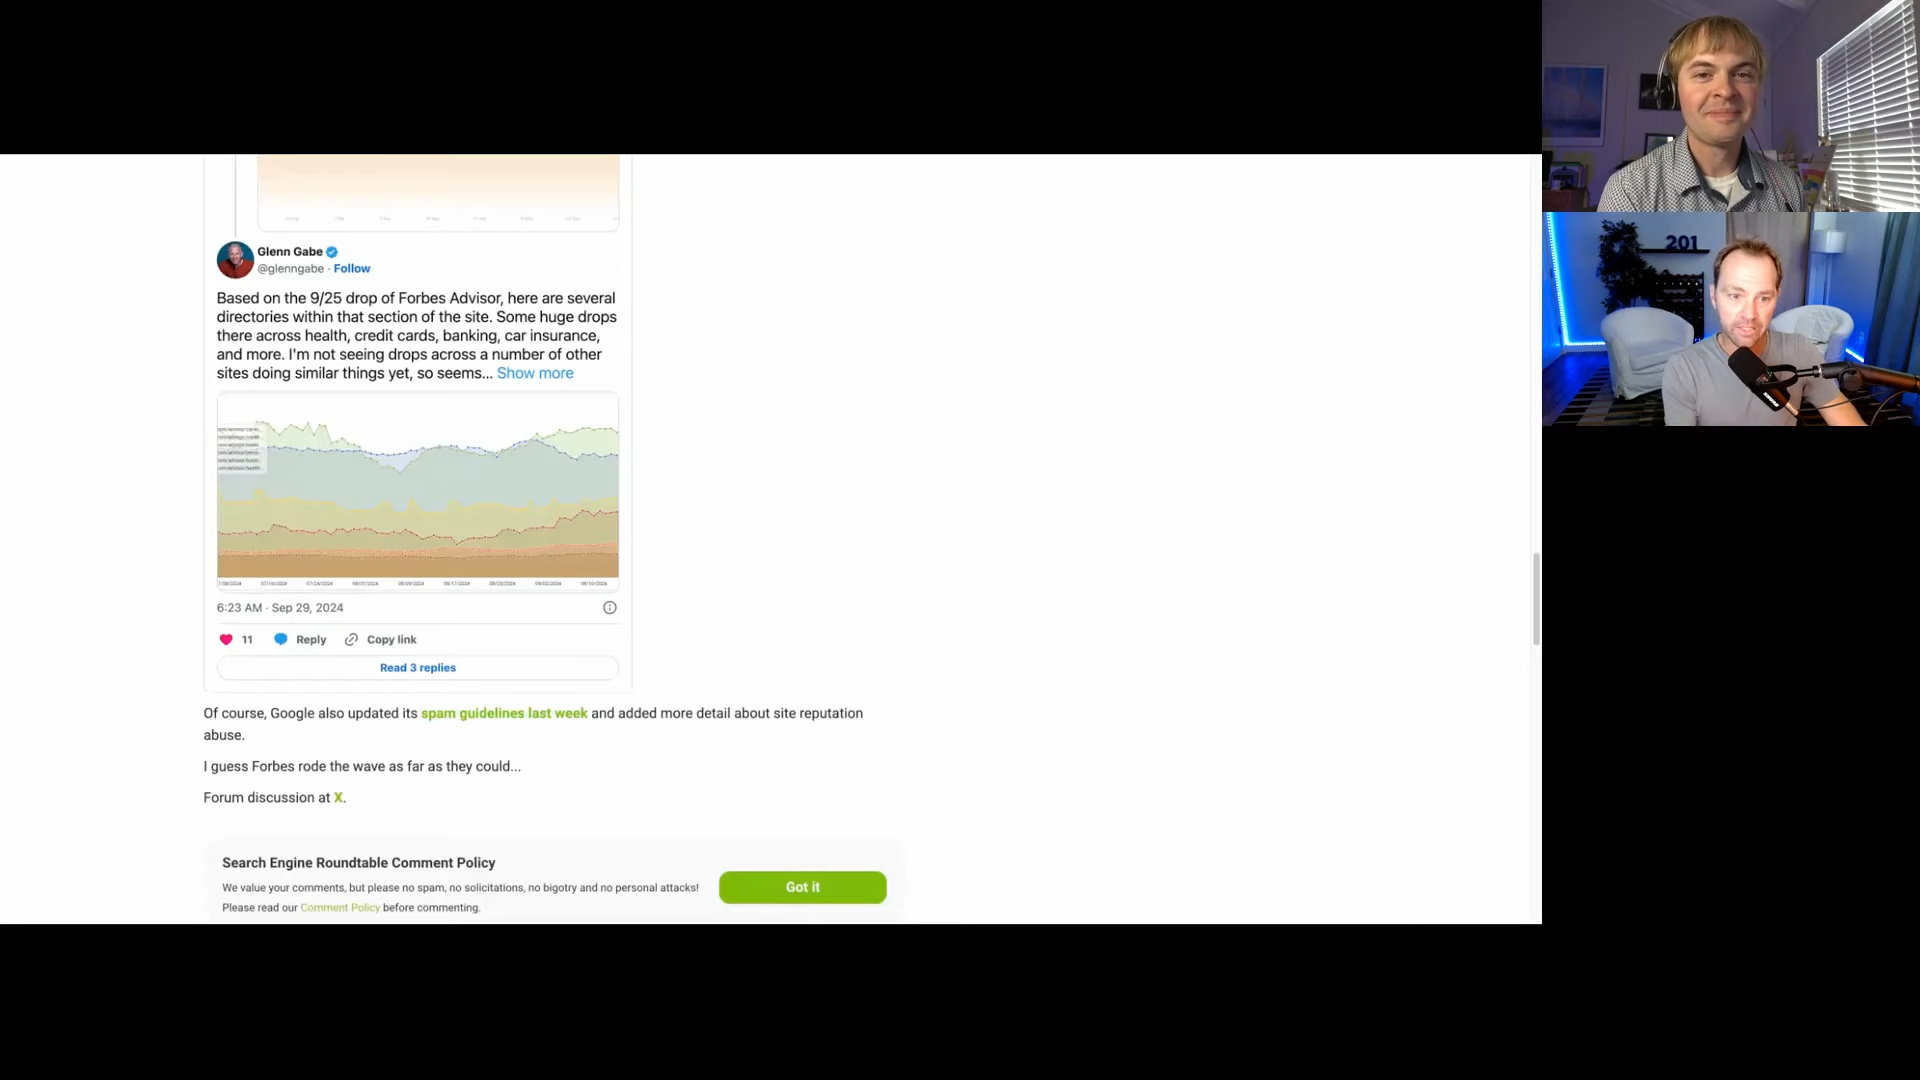 201
Glenn Gabe
@glenngabe · Follow
Based on the 9/25 drop of Forbes Advisor, here are several
directories within that section of the site. Some huge drops
there across health, credit cards, banking, car insurance,
and more. I'm not seeing drops across a number of other
sites doing similar things yet, so seems... Show more
6:23 AM · Sep 29, 2024
11 Reply Copy link
Read 3 replies
Of course, Google also updated its spam guidelines last week and added more detail about site reputation
abuse.
I guess Forbes rode the wave as far as they could...
Forum discussion at X.
Search Engine Roundtable Comment Policy
We value your comments, but please no spam, no solicitations, no bigotry and no personal attacks!
Please read our Comment Policy before commenting.
Got it